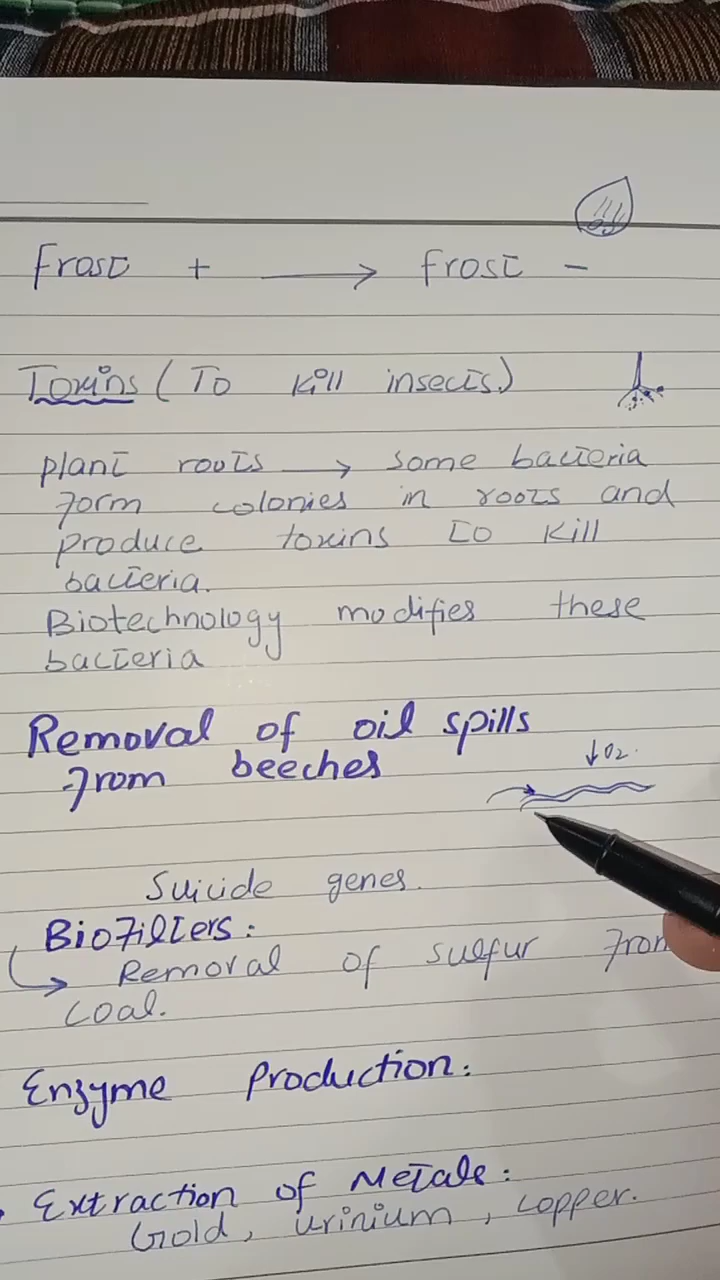 Frost + → Frost –
Toxins (To Kill insects)
plant roots → some bacteria
form colonies in roots and
produce toxins to kill
bacteria.
Biotechnology modifies these
bacteria
Removal of oil spills
from beeches
↓O2.
Suicide genes.
BioFilters:
→ Removal of sulfur from
coal.
Enzyme Production:
Extraction of Metals:
Gold, urinium, copper.